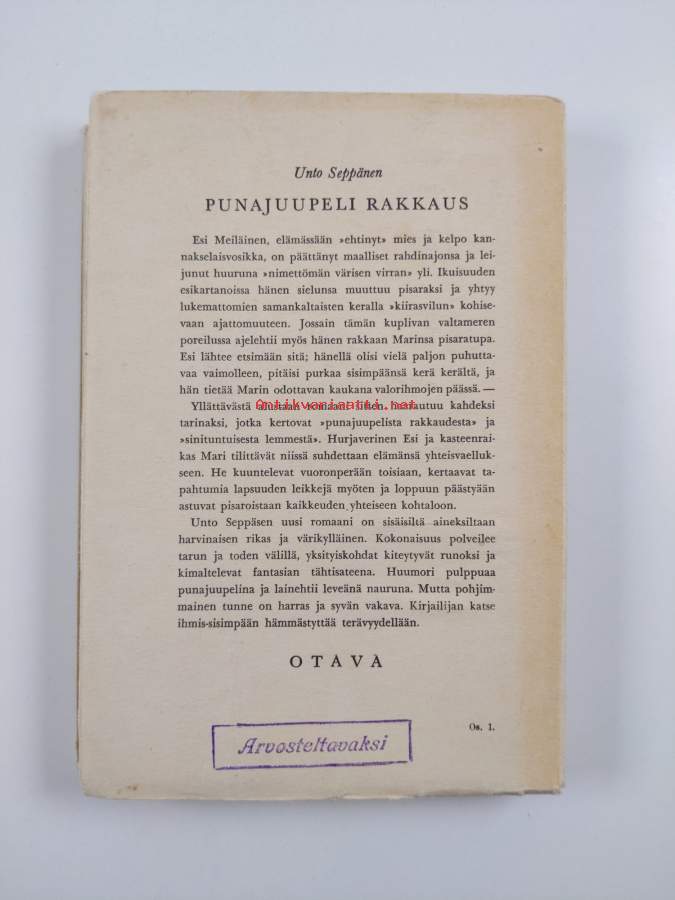 Unto Seppänen
PUNAJUUPELI RAKKAUS
Esi Meiläinen, elämässään »ehtinyt» mies ja kelpo kan-
nakselaisvosikka, on päättänyt maalliset rahdinajonsa ja lei-
junut huuruna »nimettömän värisen virran» yli. Ikuisuuden
esikartanoissa hänen sielunsa muuttuu pisaraksi ja yhtyy
lukemattomien samankaltaisten keralla »kiirasvilun» kohise-
vaan ajattomuuteen. Jossain tämän kuplivan valtameren
poreilussa ajelehtii myös hänen rakkaan Marinsa pisaratupa.
Esi lähtee etsimään sitä; hänellä olisi vielä paljon puhutta-
vaa vaimolleen, pitäisi purkaa sisimpäänsä kerä kerältä, ja
hän tietää Marin odottavan kaukana valorihmojen päässä. —
Antikvariaatti.net
Yllättävästä alustaan romaani sitten haarautuu kahdeksi
tarinaksi, jotka kertovat »punajuupelista rakkaudesta» ja
»sinituntuisesta lemmestä». Hurjaverinen Esi ja kasteenrai-
kas Mari tilittävät niissä suhdettaan elämänsä yhteisvaelluk-
seen. He kuuntelevat vuoronperään toisiaan, kertaavat ta-
pahtumia lapsuuden leikkejä myöten ja loppuun päästyään
astuvat pisaroistaan kaikkeuden yhteiseen kohtaloon.
Unto Seppäsen uusi romaani on sisäisiltä aineksiltaan
harvinaisen rikas ja värikylläinen. Kokonaisuus polveilee
tarun ja toden välillä, yksityiskohdat kiteytyvät runoksi ja
kimaltelevat fantasian tähtisateena. Huumori pulppuaa
punajuupelina ja lainehtii leveänä nauruna. Mutta pohjim-
mainen tunne on harras ja syvän vakava. Kirjailijan katse
ihmis-sisimpään hämmästyttää terävyydellään.
OTAVA
Os. 1.
Arvosteltavaksi